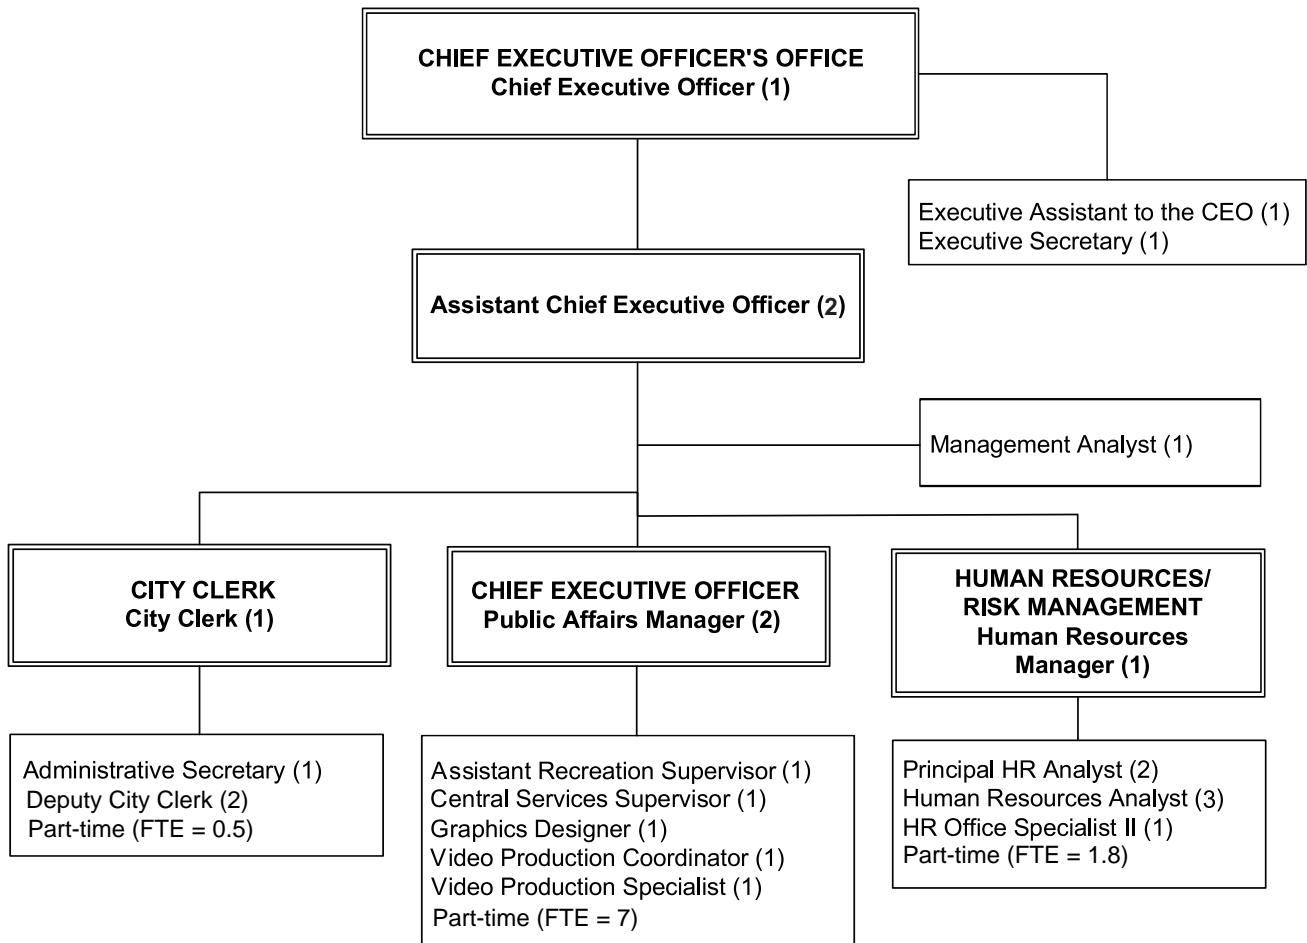 CHIEF EXECUTIVE OFFICER'S OFFICE
Chief Executive Officer (1)
Executive Assistant to the CEO (1)
Executive Secretary (1)
Assistant Chief Executive Officer (2)
Management Analyst (1)
CITY CLERK
City Clerk (1)
CHIEF EXECUTIVE OFFICER
Public Affairs Manager (2)
HUMAN RESOURCES/
RISK MANAGEMENT
Human Resources
Manager (1)
Administrative Secretary (1)
Deputy City Clerk (2)
Part-time (FTE = 0.5)
Assistant Recreation Supervisor (1)
Central Services Supervisor (1)
Graphics Designer (1)
Video Production Coordinator (1)
Video Production Specialist (1)
Part-time (FTE = 7)
Principal HR Analyst (2)
Human Resources Analyst (3)
HR Office Specialist II (1)
Part-time (FTE = 1.8)